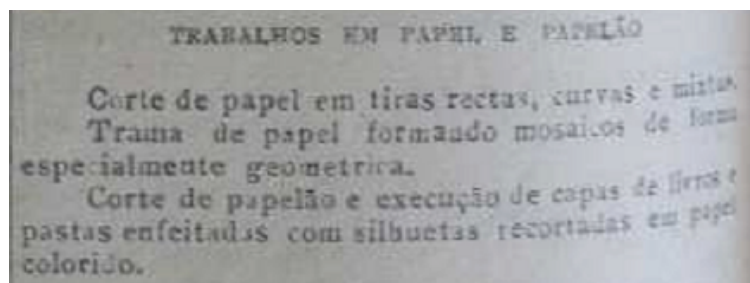 TRABALHOS EM PAPEL E PAPELÃO
Corte de papel em tiras rectas, curvas e mixtas.
Trama de papel formando mosaicos de forma
especialmente geometrica.
Corte de papelão e execução de capas de livros e
pastas enfeitadas com silhuetas recortadas em papel
colorido.